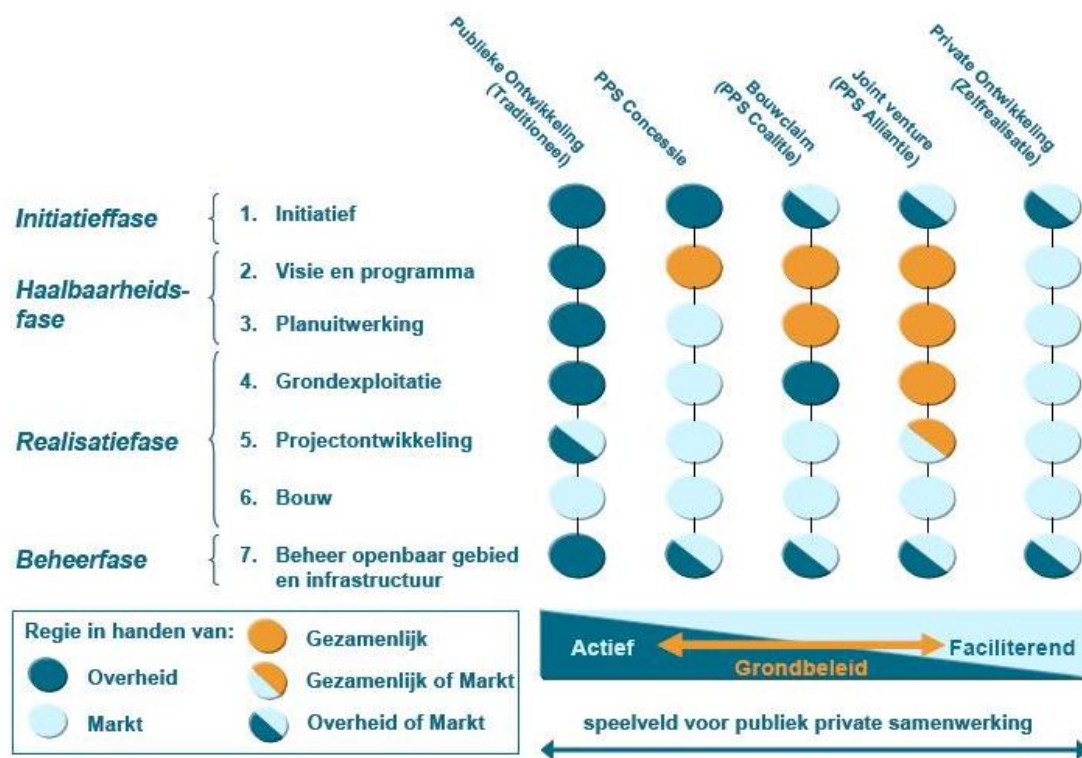 Publieke Ontwikkeling
(Traditioneel)
PPS Concessie
Bouwclaim
(PPS Coalitie)
Joint venture
(PPS Alliantie)
Private Ontwikkeling
(Zelfrealisatie)
Initiatieffase
1. Initiatief
Haalbaarheids-
fase
2. Visie en programma
3. Planuitwerking
Realisatiefase
4. Grondexploitatie
5. Projectontwikkeling
6. Bouw
Beheerfase
7. Beheer openbaar gebied
en infrastructuur
Regie in handen van:
Overheid
Markt
Gezamenlijk
Gezamenlijk of Markt
Overheid of Markt
Actief
Faciliterend
Grondbeleid
speelveld voor publiek private samenwerking